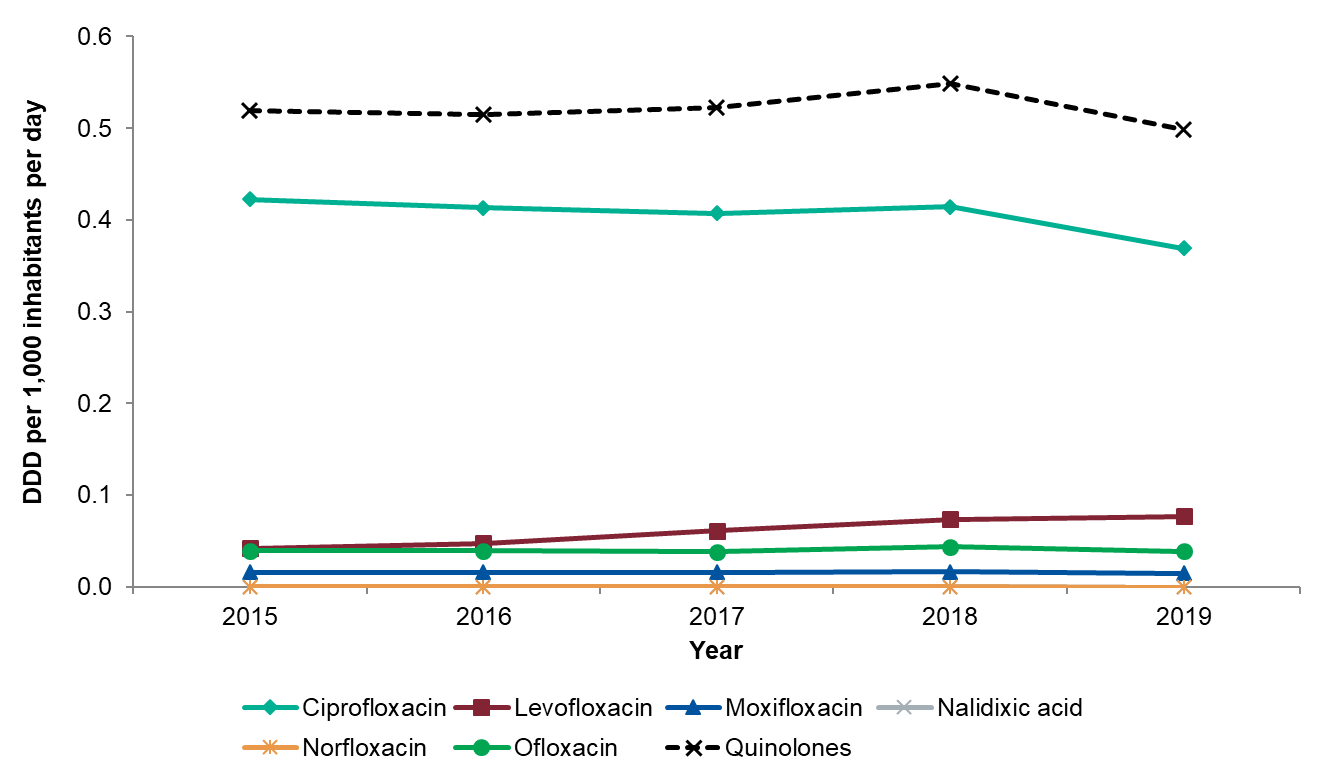 DDD per 1,000 inhabitants per day
0.6
0.5
0.4
0.3
0.2
0.1
0.0
2015 2016 2017 2018 2019
Year
Ciprofloxacin Levofloxacin Moxifloxacin Nalidixic acid
Norfloxacin Ofloxacin Quinolones